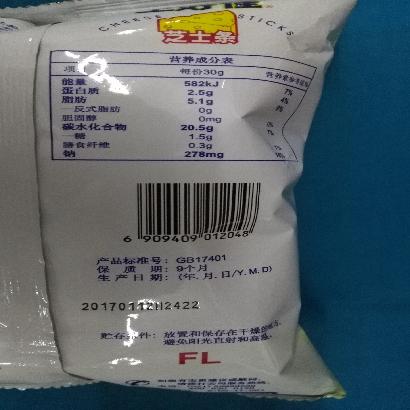 CHEESE STICKS
芝士条
营养成分表
每份30g 营养素参考值%
能量 582kJ 7%
蛋白质 2.5g 4%
脂肪 5.1g
—反式脂肪 0g
胆固醇 0mg
碳水化合物 20.5g
—糖 1.5g
膳食纤维 0.3g
钠 278mg
6 909409 012048
产品标准号: GB17401
保 质 期: 9个月
生 产 日 期: (年.月.日/Y.M.D)
20170112H2422
贮存条件: 放置和保存在干燥
避免阳光直射和高温
FL